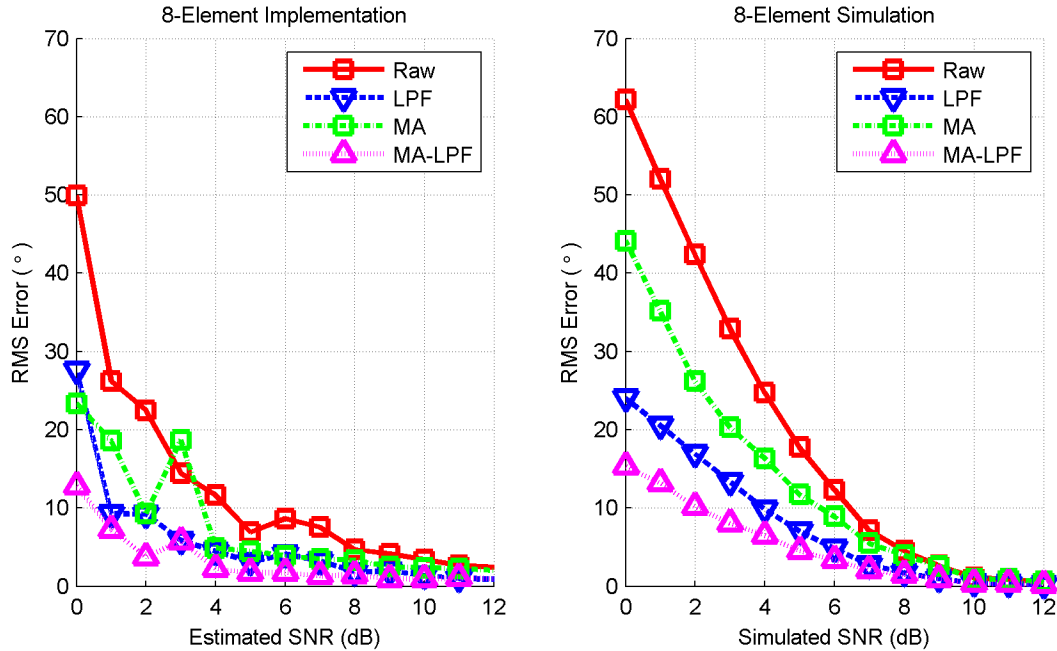 8-Element Implementation
70
60
50
40
30
20
10
0
RMS Error ( ° )
Raw
LPF
MA
MA-LPF
0 2 4 6 8 10 12
Estimated SNR (dB)
8-Element Simulation
70
60
50
40
30
20
10
0
RMS Error ( ° )
Raw
LPF
MA
MA-LPF
0 2 4 6 8 10 12
Simulated SNR (dB)